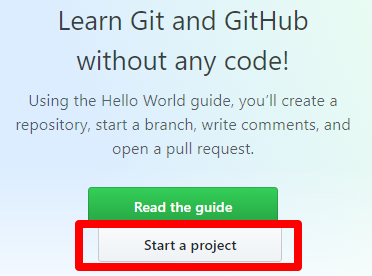 Learn Git and GitHub
without any code!
Using the Hello World guide, you’ll create a
repository, start a branch, write comments, and
open a pull request.
Read the guide
Start a project